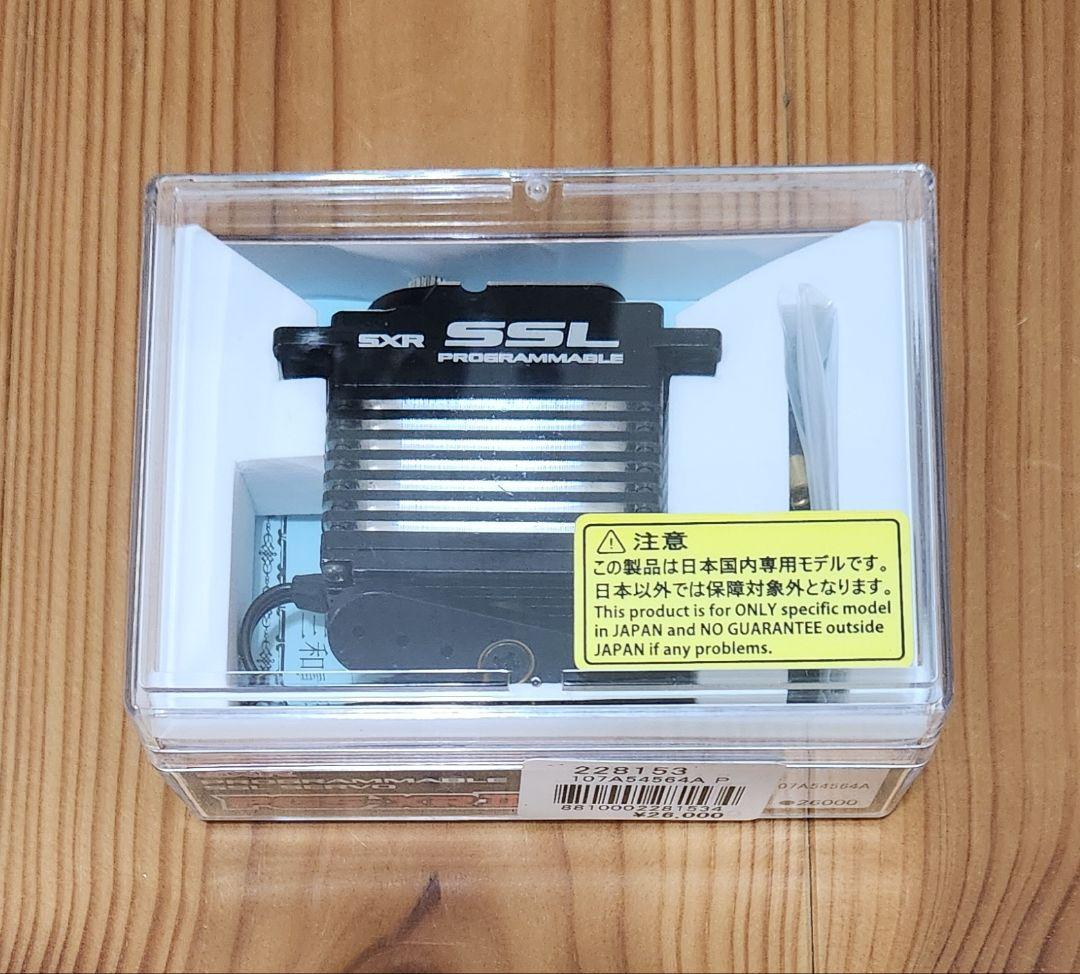 SXR SSL
PROGRAMMABLE
⚠ 注意
この製品は日本国内専用モデルです。
日本以外では保障対象外となります。
This product is for ONLY specific model
in JAPAN and NO GUARANTEE outside
JAPAN if any problems.
三和
228153
107A54564A P
8810002281534
¥26,000
07A54564A
26000